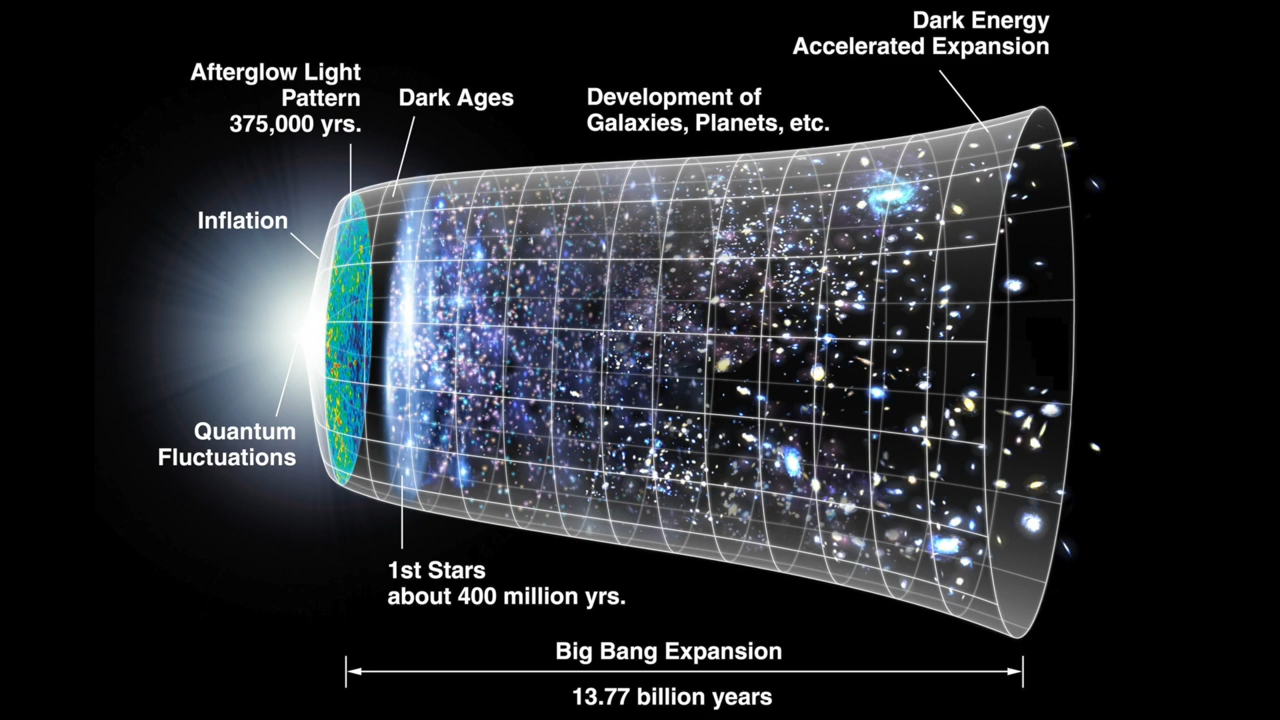 Dark Energy
Accelerated Expansion
Afterglow Light
Pattern
375,000 yrs.
Dark Ages
Development of
Galaxies, Planets, etc.
Inflation
Quantum
Fluctuations
1st Stars
about 400 million yrs.
Big Bang Expansion
13.77 billion years